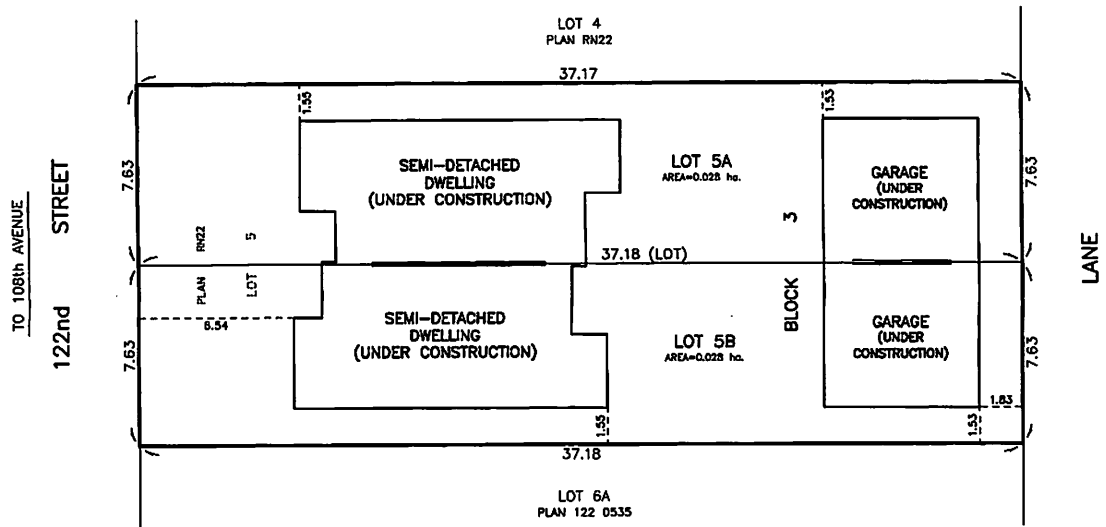 LOT 4
PLAN RN22
37.17
1.55
1.53
7.63
7.63
SEMI-DETACHED
DWELLING
(UNDER CONSTRUCTION)
LOT 5A
AREA=0.028 ha.
GARAGE
(UNDER
CONSTRUCTION)
TO 108th AVENUE
122nd STREET
PLAN RN22
LOT 5
37.18 (LOT)
BLOCK 3
LANE
6.54
7.63
7.63
SEMI-DETACHED
DWELLING
(UNDER CONSTRUCTION)
LOT 5B
AREA=0.028 ha.
GARAGE
(UNDER
CONSTRUCTION)
1.83
1.55
1.53
37.18
LOT 6A
PLAN 122 0535